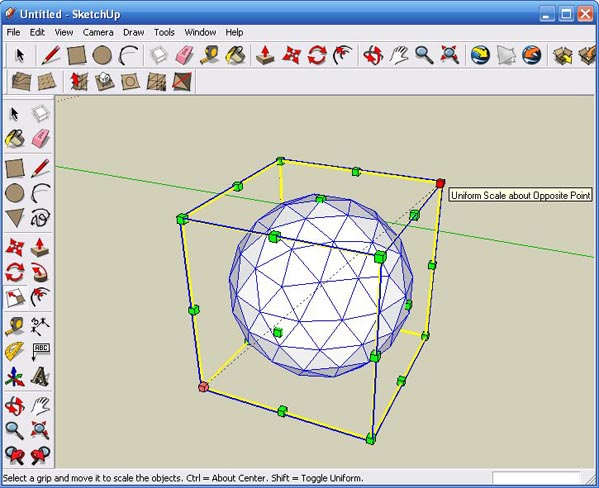 Untitled - SketchUp
File Edit View Camera Draw Tools Window Help
Uniform Scale about Opposite Point
ABC
A
Select a grip and move it to scale the objects. Ctrl = About Center. Shift = Toggle Uniform.